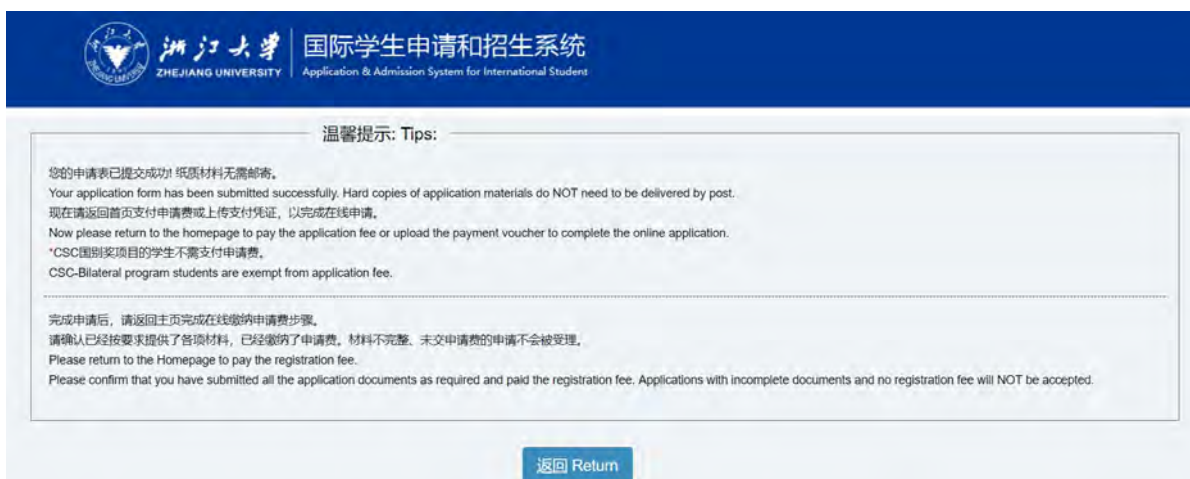 浙江大学
ZHEJIANG UNIVERSITY
国际学生申请和招生系统
Application & Admission System for International Student
温馨提示: Tips:
您的申请表已提交成功! 纸质材料无需邮寄。
Your application form has been submitted successfully. Hard copies of application materials do NOT need to be delivered by post.
现在请返回首页支付申请费或上传支付凭证，以完成在线申请。
Now please return to the homepage to pay the application fee or upload the payment voucher to complete the online application.
*CSC国别奖项目的学生不需支付申请费。
CSC-Bilateral program students are exempt from application fee.
完成申请后，请返回主页完成在线缴纳申请费步骤。
请确认已经按要求提供了各项材料，已经缴纳了申请费。材料不完整、未交申请费的申请不会被受理。
Please return to the Homepage to pay the registration fee.
Please confirm that you have submitted all the application documents as required and paid the registration fee. Applications with incomplete documents and no registration fee will NOT be accepted.
返回 Return